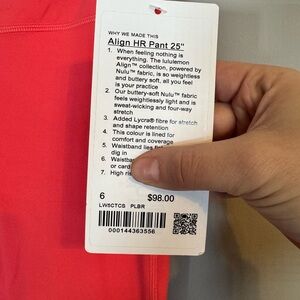 WHY WE MADE THIS
Align HR Pant 25"
1. When feeling nothing is
everything. The lululemon
Align™ collection, powered by
Nulu™ fabric, is so weightless
and buttery soft, all you feel
is your practice
2. Our buttery-soft Nulu™ fabric
feels weightlessly light and is
sweat-wicking and four-way
stretch
3. Added Lycra® fibre for stretch
and shape retention
4. This colour is lined for
comfort and coverage
5. Waistband lies
dig in
6. Waistba
or card
7. High ris
6 $98.00
LW5CTCS PLBR
000144363556